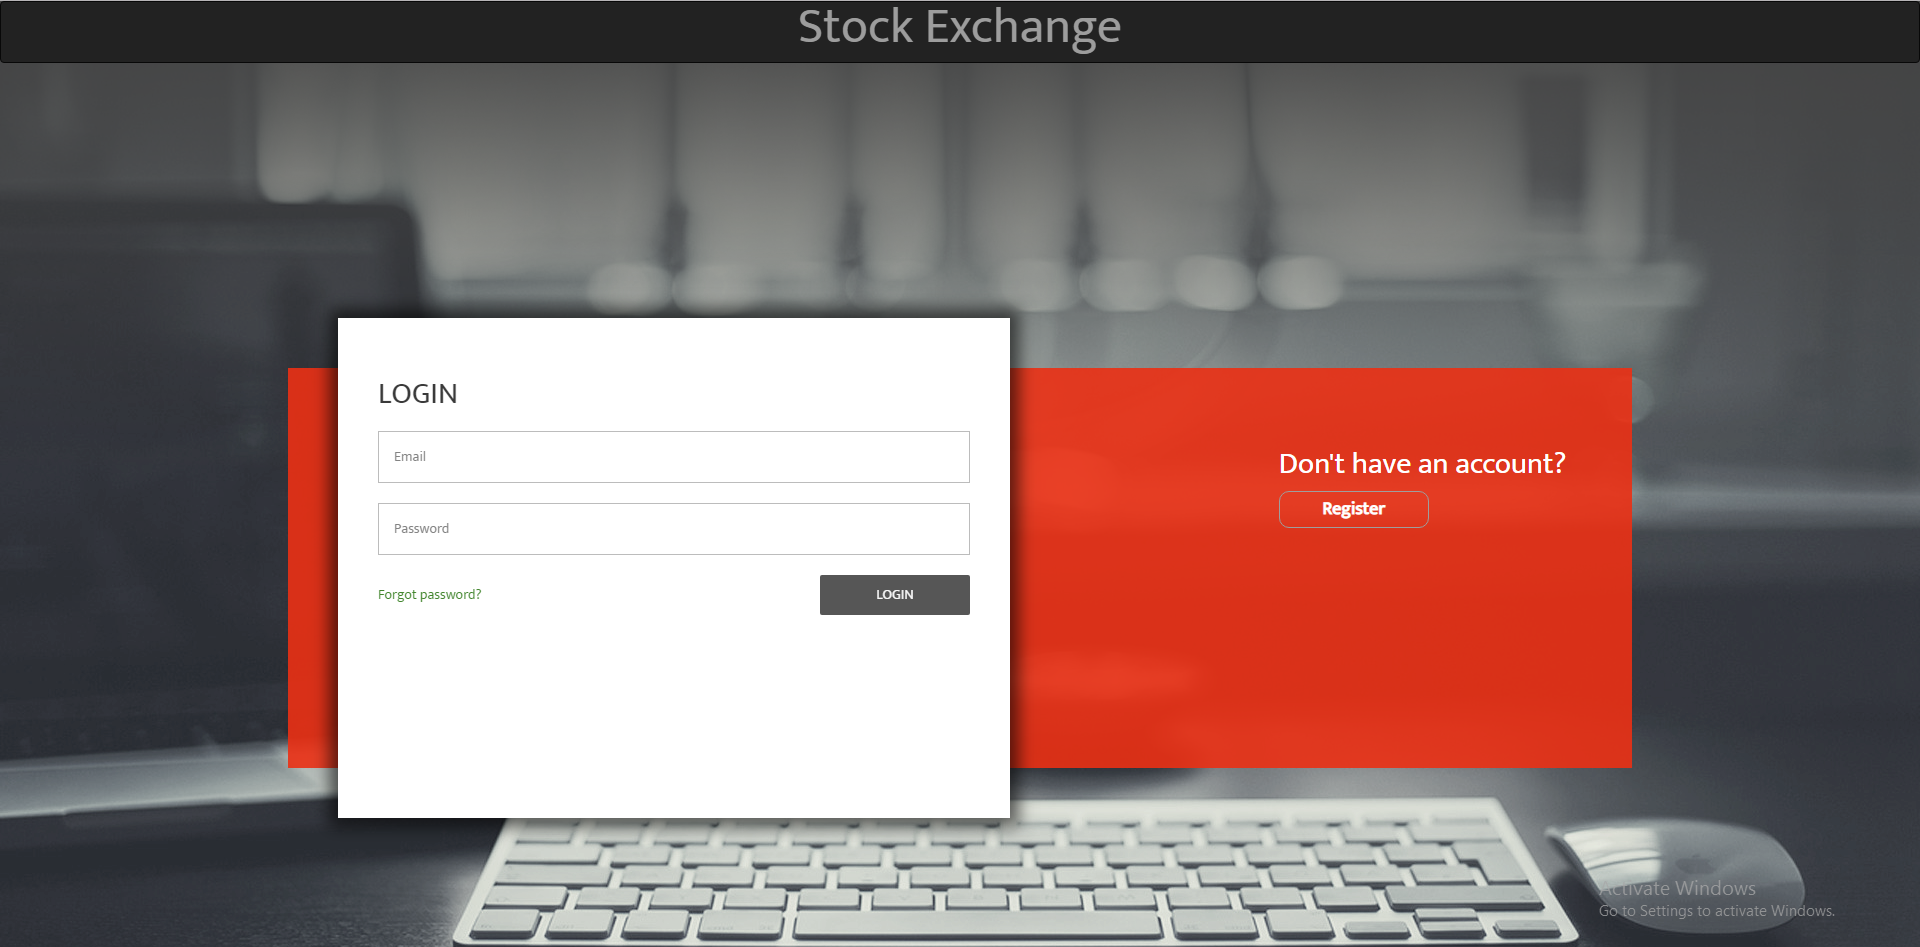 Stock Exchange
LOGIN
Email
Password
Forgot password?
LOGIN
Don't have an account?
Register
Activate Windows
Go to Settings to activate Windows.